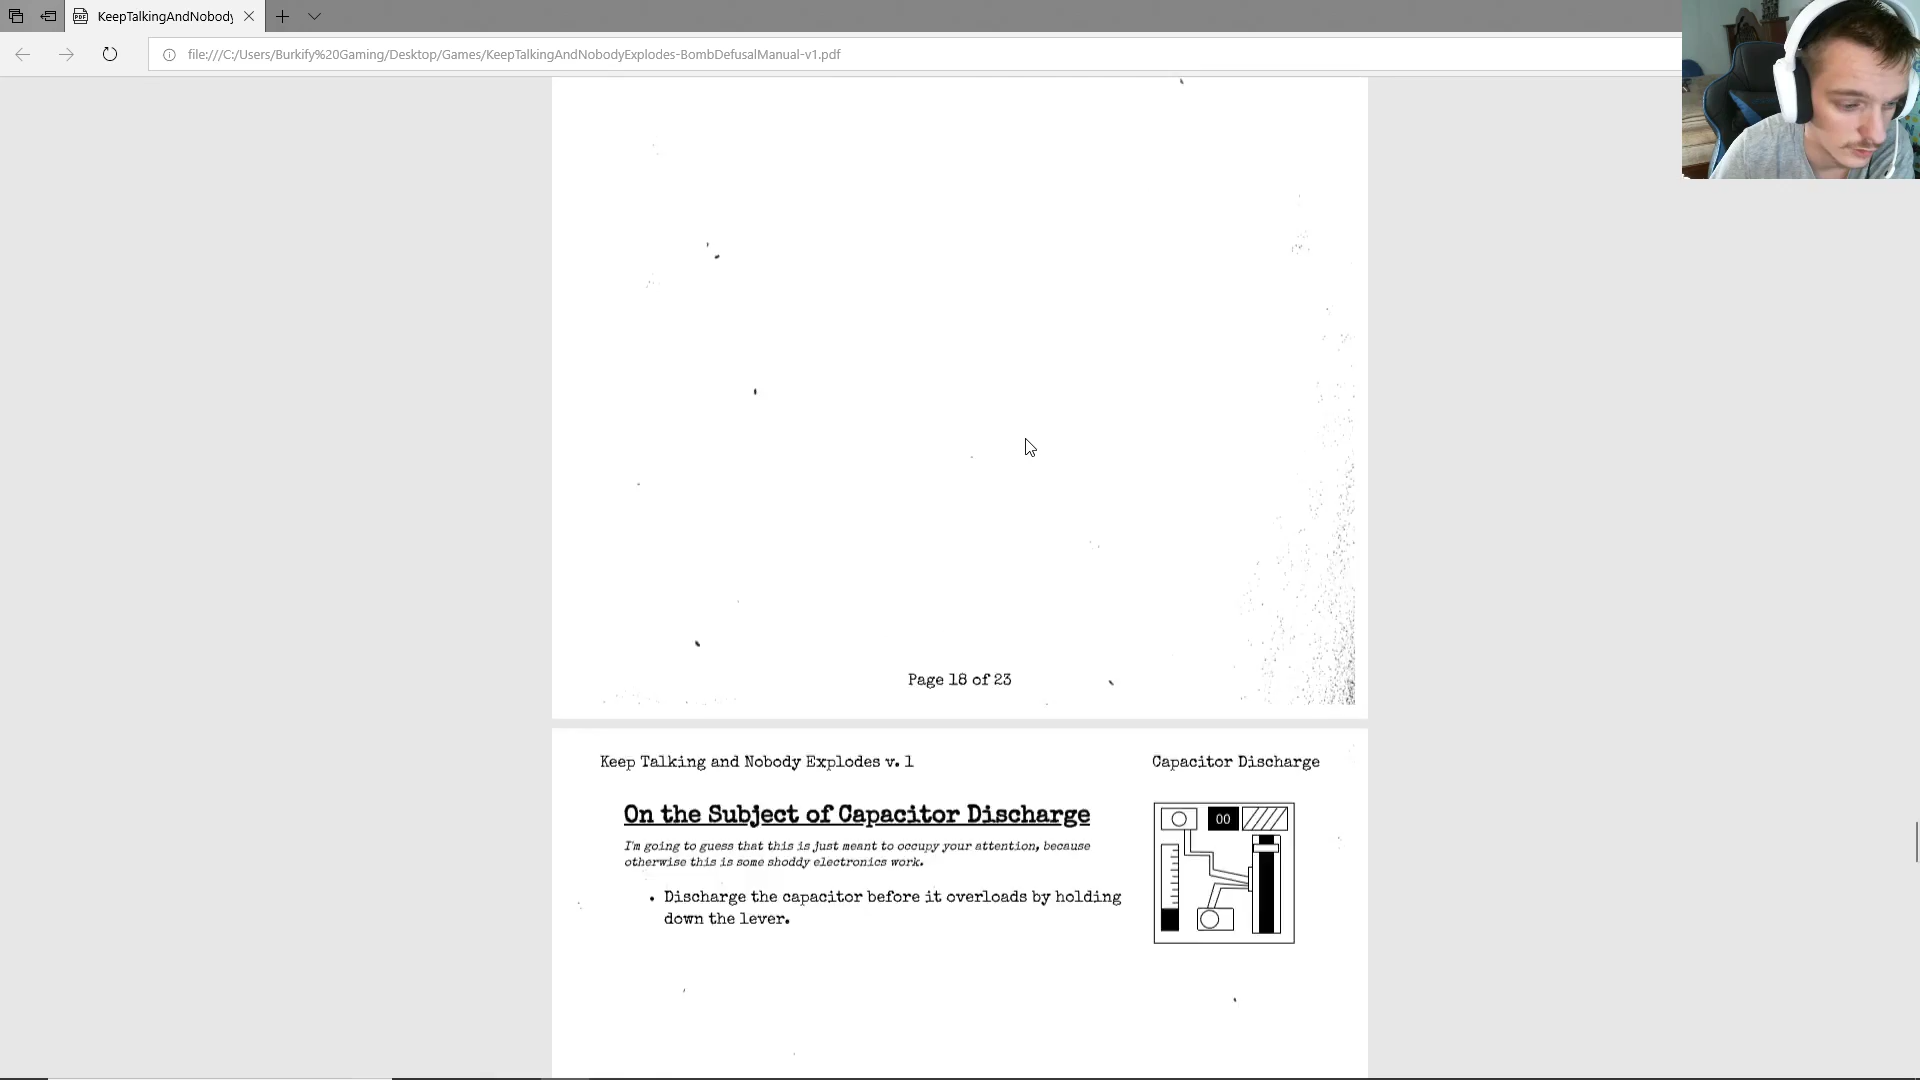 KeepTalkingAndNobody
file:///C:/Users/Burkify%20Gaming/Desktop/Games/KeepTalkingAndNobodyExplodes-BombDefusalManual-v1.pdf
Page 18 of 23
Keep Talking and Nobody Explodes v. 1
Capacitor Discharge
On the Subject of Capacitor Discharge
00
I'm going to guess that this is just meant to occupy your attention, because
otherwise this is some shoddy electronics work.
• Discharge the capacitor before it overloads by holding
down the lever.